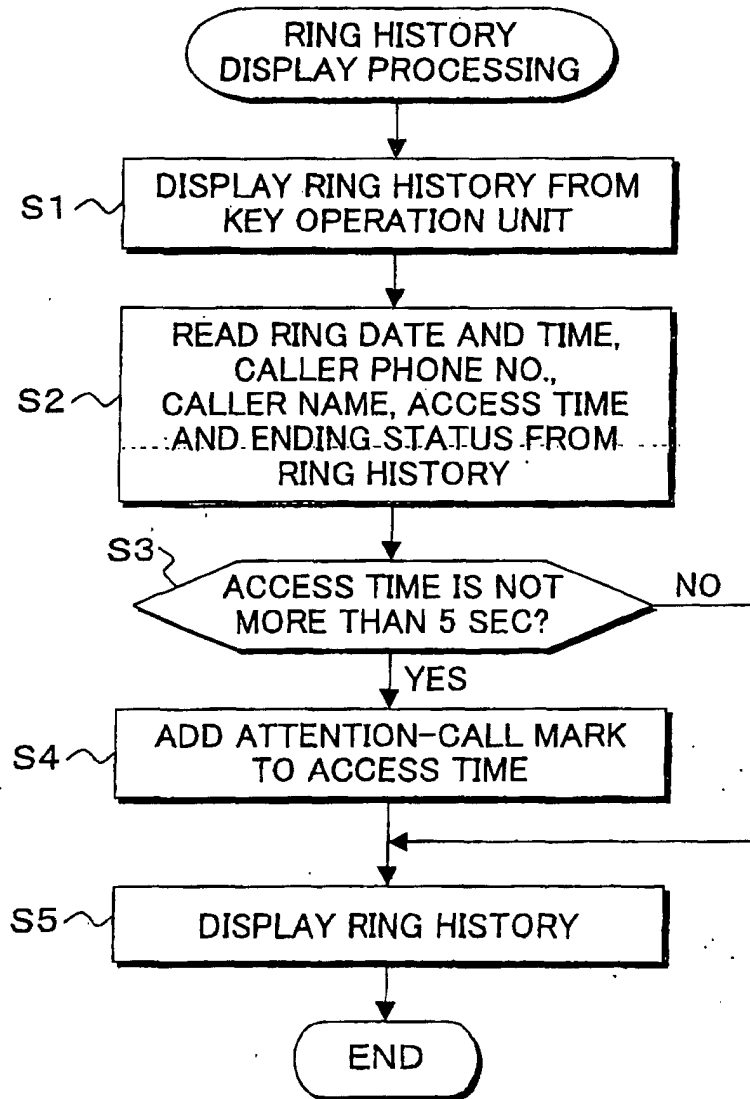 RING HISTORY
DISPLAY PROCESSING
S1
DISPLAY RING HISTORY FROM
KEY OPERATION UNIT
S2
READ RING DATE AND TIME,
CALLER PHONE NO.,
CALLER NAME, ACCESS TIME
AND ENDING STATUS FROM
RING HISTORY
S3
ACCESS TIME IS NOT
MORE THAN 5 SEC?
NO
YES
S4
ADD ATTENTION-CALL MARK
TO ACCESS TIME
S5
DISPLAY RING HISTORY
END